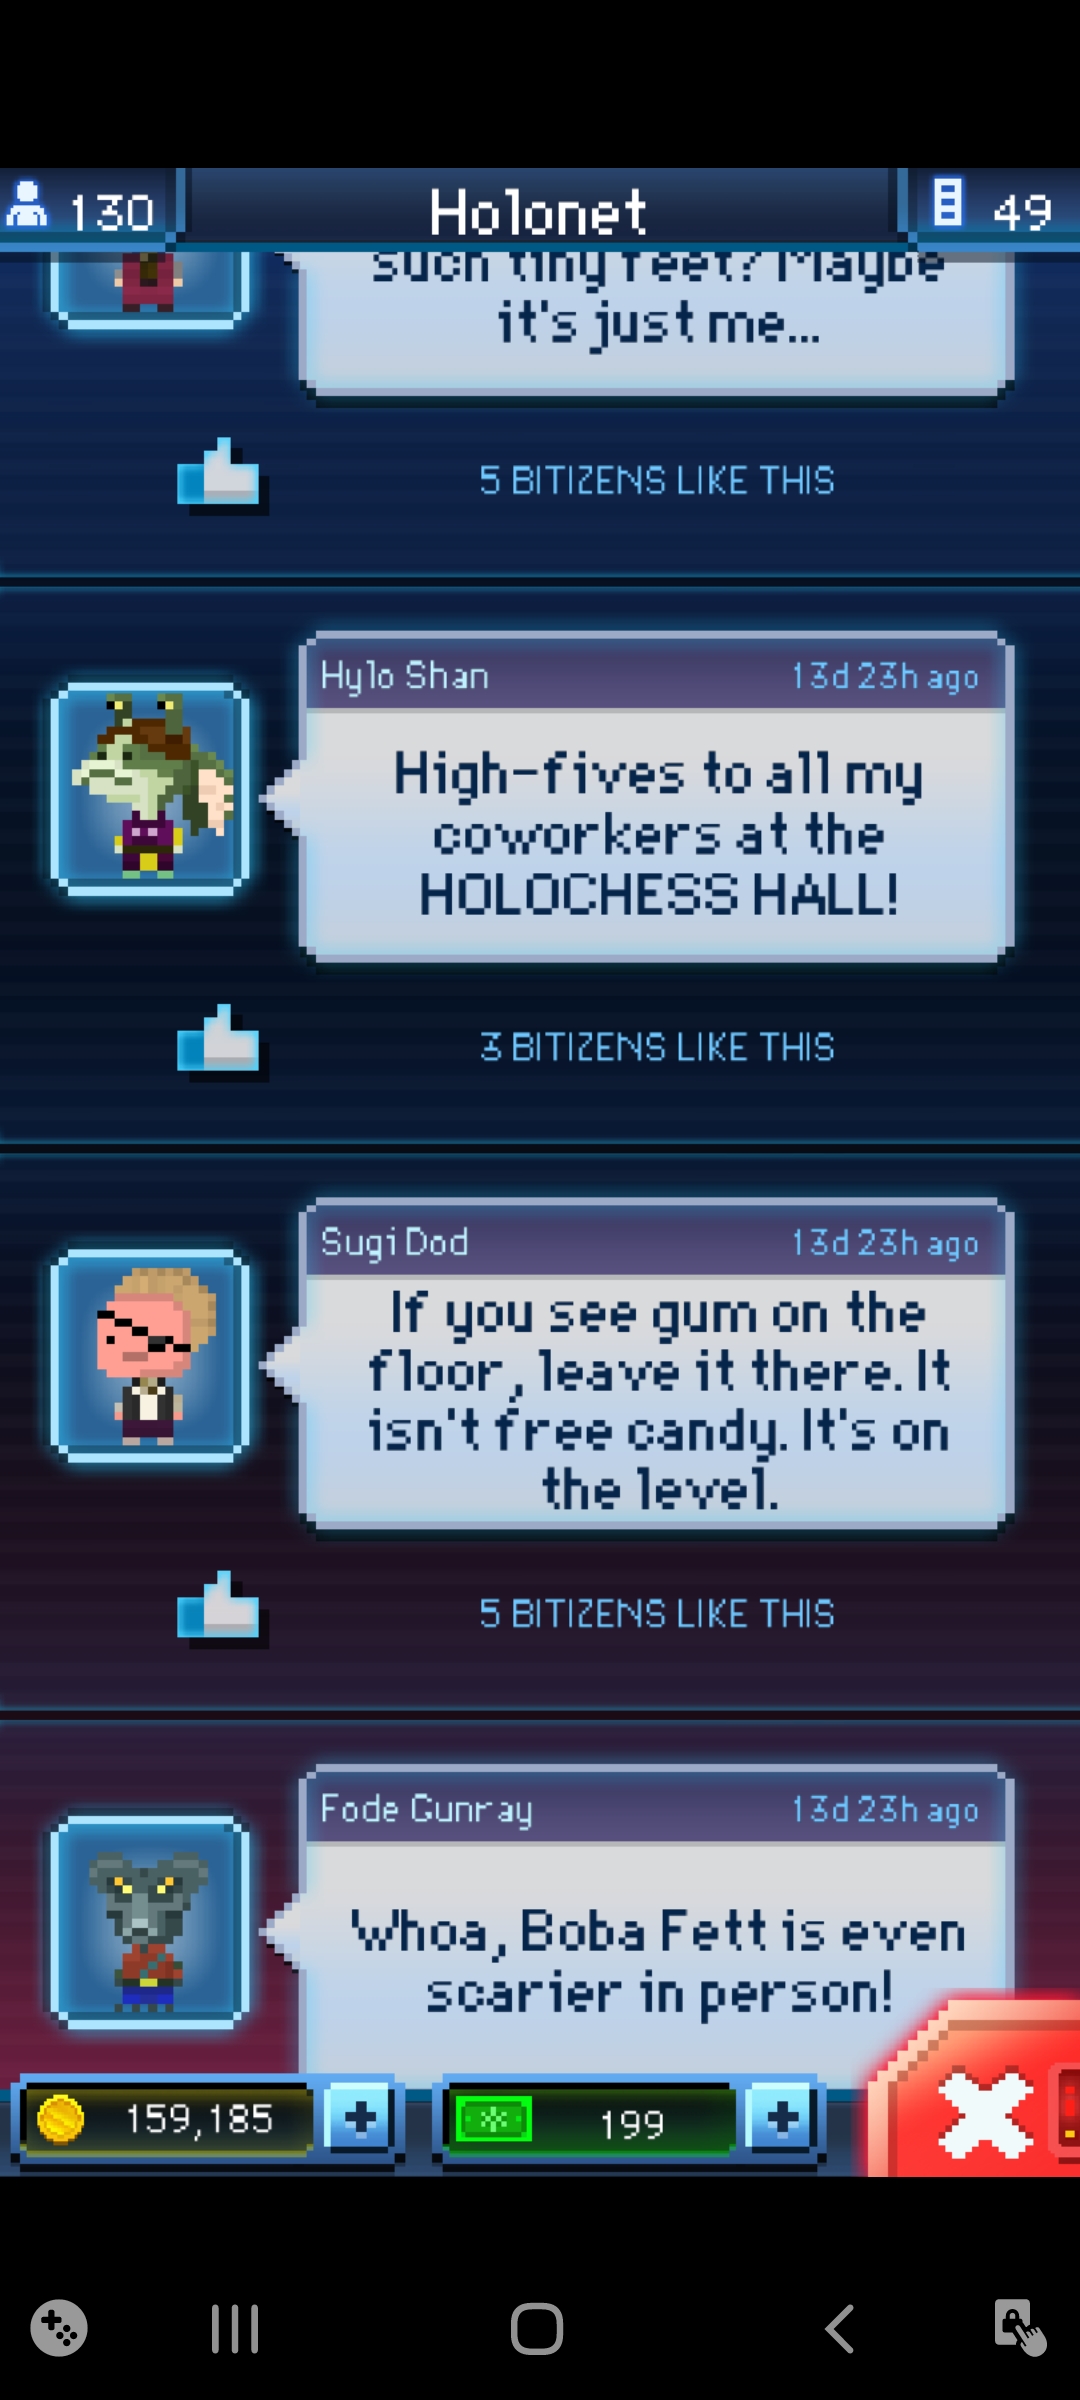 130
Holonet
49
such tiny feet? Maybe
it's just me...
5 BITIZENS LIKE THIS
Hylo Shan
13d 23h ago
High-fives to all my
coworkers at the
HOLOCHESS HALL!
3 BITIZENS LIKE THIS
Sugi Dod
13d 23h ago
If you see gum on the
floor, leave it there. It
isn't free candy. It's on
the level.
5 BITIZENS LIKE THIS
Fode Gunray
13d 23h ago
Whoa, Boba Fett is even
scarier in person!
159,185
199